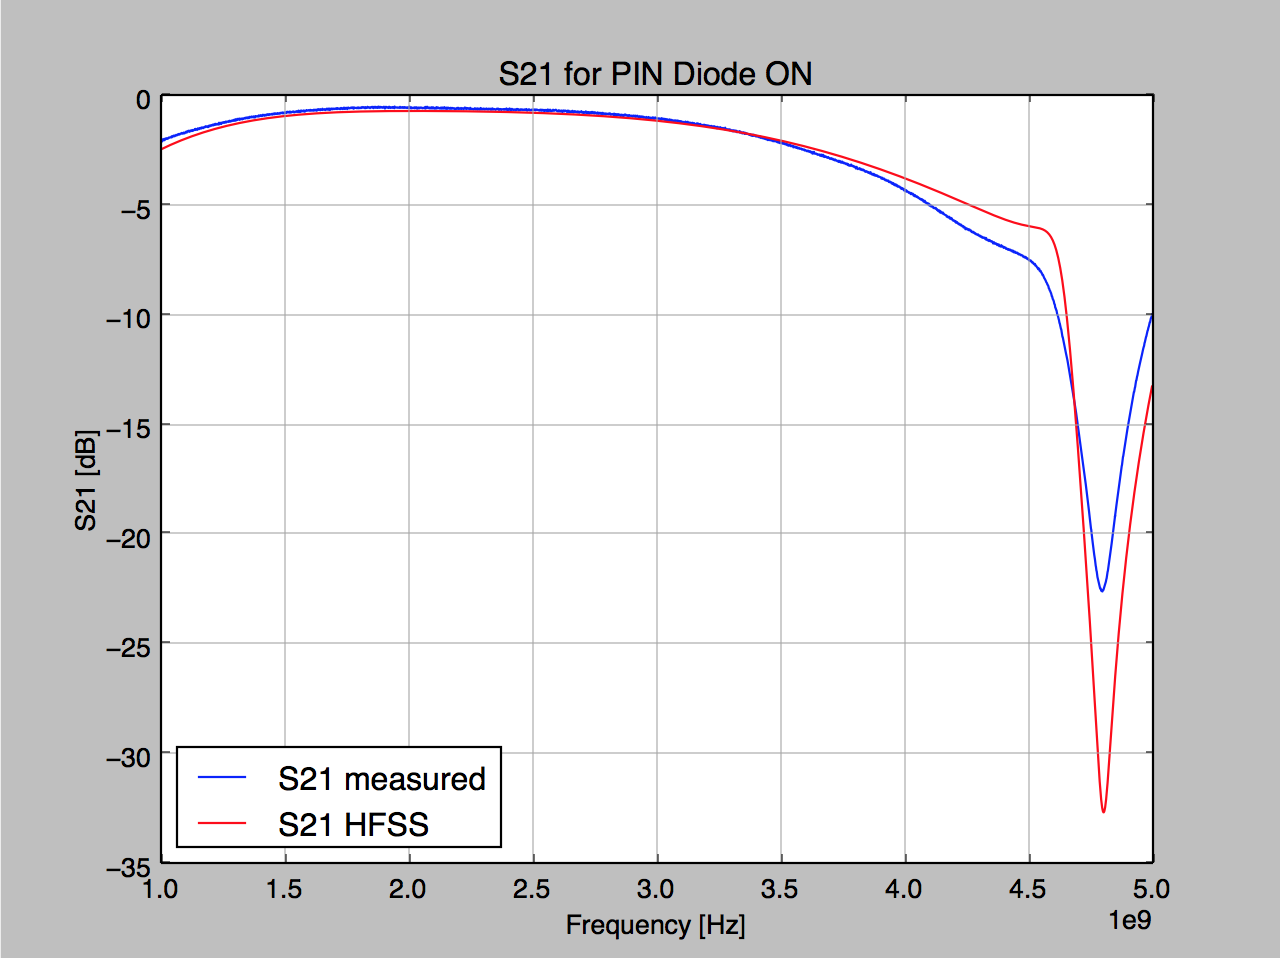 S21 for PIN Diode ON
0
−5
−10
−15
−20
−25
−30
−35
S21 [dB]
S21 measured
S21 HFSS
1.0 1.5 2.0 2.5 3.0 3.5 4.0 4.5 5.0
Frequency [Hz]
1e9